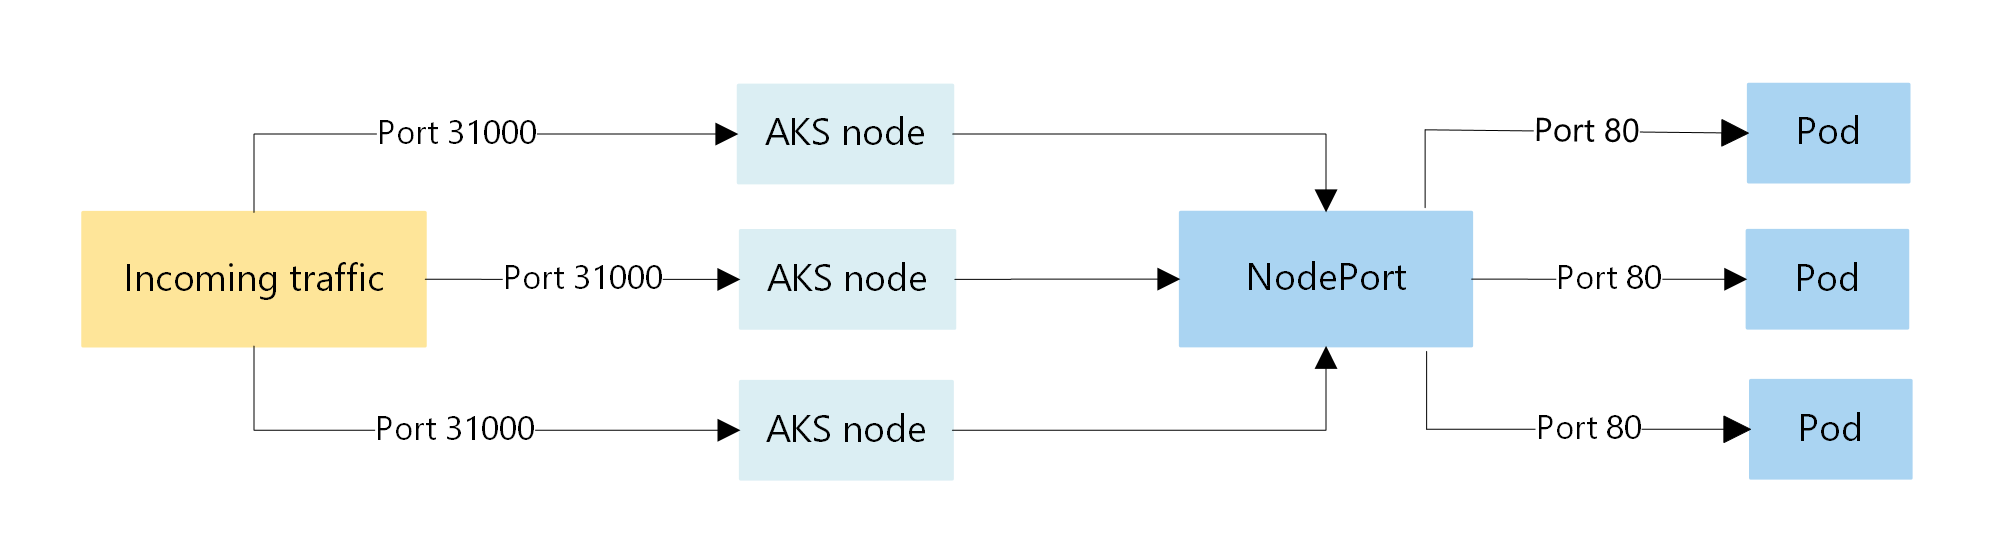 Port 31000
AKS node
Port 80
Pod
Incoming traffic
Port 31000
AKS node
NodePort
Port 80
Pod
Port 31000
AKS node
Port 80
Pod